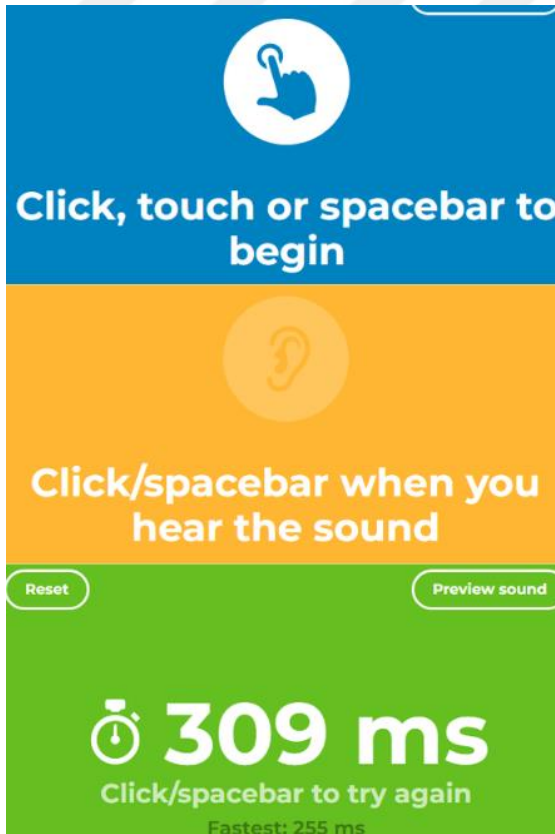 Click, touch or spacebar to
begin
Click/spacebar when you
hear the sound
Reset
Preview sound
309 ms
Click/spacebar to try again
Fastest: 255 ms